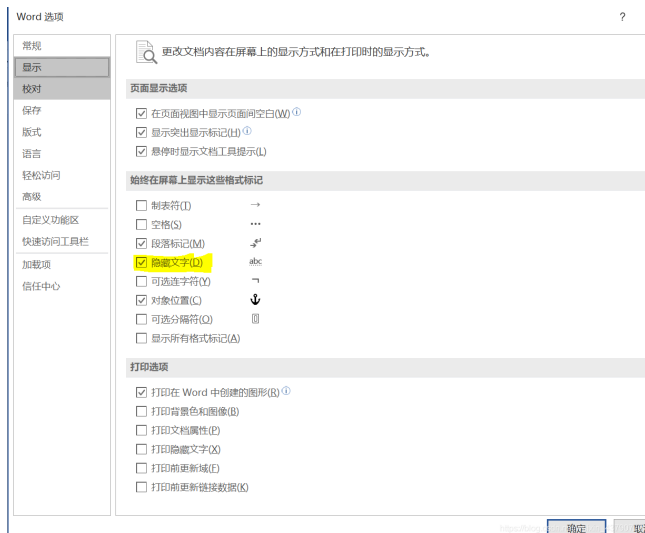 Word 选项
?
常规
显示
校对
保存
版式
语言
轻松访问
高级
自定义功能区
快速访问工具栏
加载项
信任中心
更改文档内容在屏幕上的显示方式和在打印时的显示方式。
页面显示选项
在页面视图中显示页面间空白(W)
显示突出显示标记(H)
悬停时显示文档工具提示(L)
始终在屏幕上显示这些格式标记
制表符(T) →
空格(S) ···
段落标记(M)
隐藏文字(D) abc
可选连字符(Y) ¬
对象位置(C)
可选分隔符(O)
显示所有格式标记(A)
打印选项
打印在 Word 中创建的图形(R)
打印背景色和图像(B)
打印文档属性(P)
打印隐藏文字(X)
打印前更新域(F)
打印前更新链接数据(K)
确定